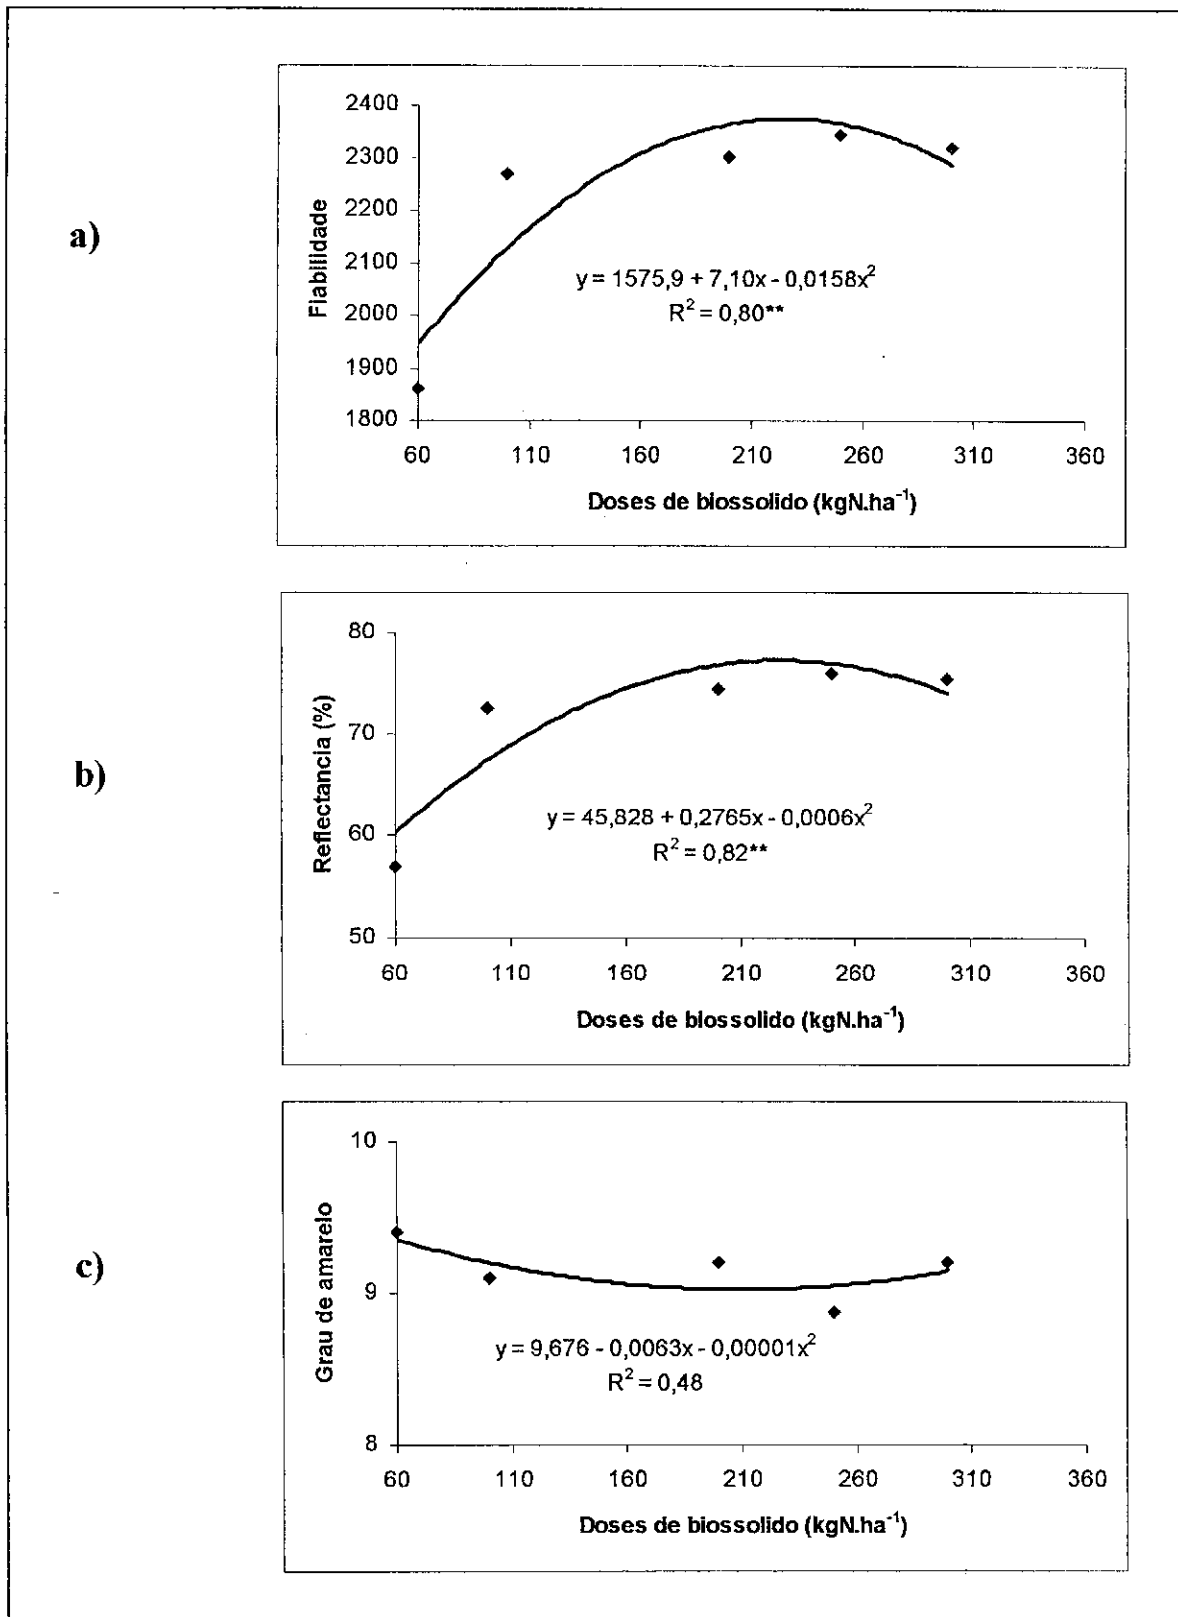 a)
2400
2300
2200
2100
2000
1900
1800
Fiabilidade
y = 1575,9 + 7,10x - 0,0158x²
R² = 0,80**
60 110 160 210 260 310 360
Doses de biossolido (kgN.ha⁻¹)
b)
80
70
60
50
Reflectancia (%)
y = 45,828 + 0,2765x - 0,0006x²
R² = 0,82**
60 110 160 210 260 310 360
Doses de biossolido (kgN.ha⁻¹)
c)
10
9
8
Grau de amarelo
y = 9,676 - 0,0063x - 0,00001x²
R² = 0,48
60 110 160 210 260 310 360
Doses de biossolido (kgN.ha⁻¹)